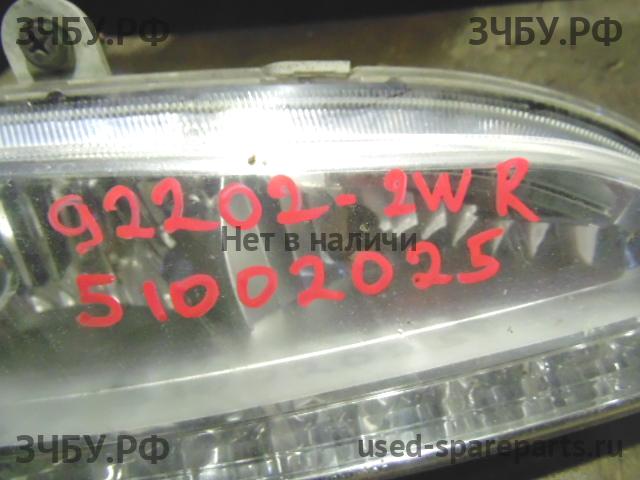 ЗЧБУ.РФ ЗЧБУ.РФ
92202-2WR
Нет в наличи
51002025
ЗЧБУ.РФ used-spareparts.ru